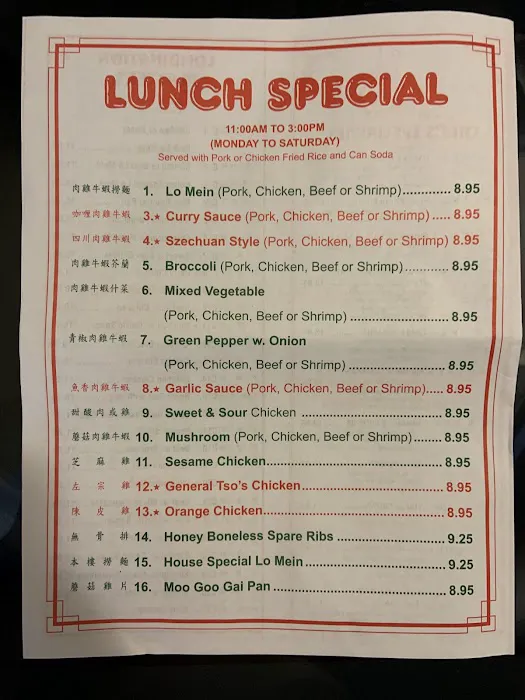 LUNCH SPECIAL
11:00AM TO 3:00PM
(MONDAY TO SATURDAY)
Served with Pork or Chicken Fried Rice and Can Soda
肉雞牛蝦撈麵 1. Lo Mein (Pork, Chicken, Beef or Shrimp)............ 8.95
咖喱肉雞牛蝦 3.★ Curry Sauce (Pork, Chicken, Beef or Shrimp) ..... 8.95
四川肉雞牛蝦 4.★ Szechuan Style (Pork, Chicken, Beef or Shrimp) 8.95
肉雞牛蝦芥蘭 5. Broccoli (Pork, Chicken, Beef or Shrimp)............ 8.95
肉雞牛蝦什菜 6. Mixed Vegetable
(Pork, Chicken, Beef or Shrimp) ........................... 8.95
青椒肉雞牛蝦 7. Green Pepper w. Onion
(Pork, Chicken, Beef or Shrimp) ........................... 8.95
魚香肉雞牛蝦 8.★ Garlic Sauce (Pork, Chicken, Beef or Shrimp)..... 8.95
甜酸肉或雞 9. Sweet & Sour Chicken ...................................... 8.95
蘑菇肉雞牛蝦 10. Mushroom (Pork, Chicken, Beef or Shrimp)........ 8.95
芝麻雞 11. Sesame Chicken............................................... 8.95
左宗雞 12.★ General Tso's Chicken...................................... 8.95
陳皮雞 13.★ Orange Chicken................................................ 8.95
無骨排 14. Honey Boneless Spare Ribs ............................. 9.25
本樓撈麵 15. House Special Lo Mein..................................... 9.25
蘑菇雞片 16. Moo Goo Gai Pan ............................................ 8.95